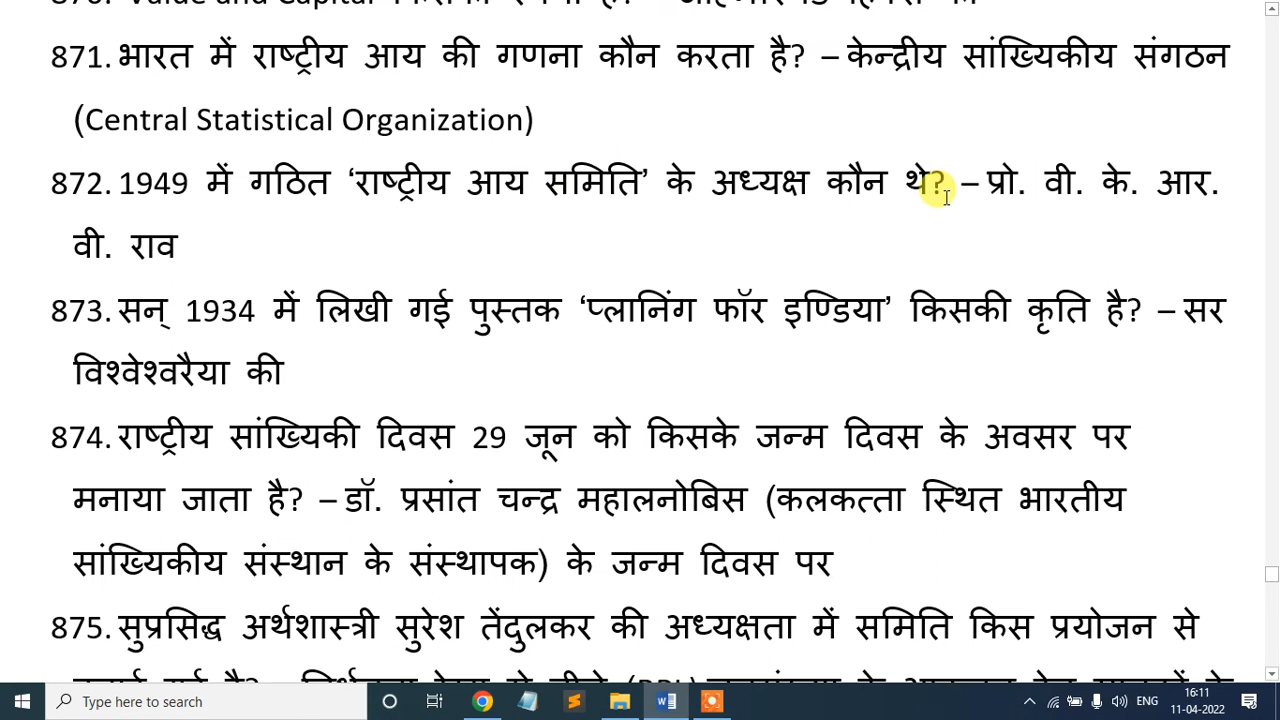 871. भारत में राष्ट्रीय आय की गणना कौन करता है? – केन्द्रीय सांख्यिकीय संगठन
(Central Statistical Organization)
872. 1949 में गठित ‘राष्ट्रीय आय समिति’ के अध्यक्ष कौन थे? – प्रो. वी. के. आर.
वी. राव
873. सन् 1934 में लिखी गई पुस्तक ‘प्लानिंग फॉर इण्डिया’ किसकी कृति है? – सर
विश्वेश्वरैया की
874. राष्ट्रीय सांख्यिकी दिवस 29 जून को किसके जन्म दिवस के अवसर पर
मनाया जाता है? – डॉ. प्रसांत चन्द्र महालनोबिस (कलकत्ता स्थित भारतीय
सांख्यिकीय संस्थान के संस्थापक) के जन्म दिवस पर
875. सुप्रसिद्ध अर्थशास्त्री सुरेश तेंदुलकर की अध्यक्षता में समिति किस प्रयोजन से
Type here to search
ENG
16:11
11-04-2022